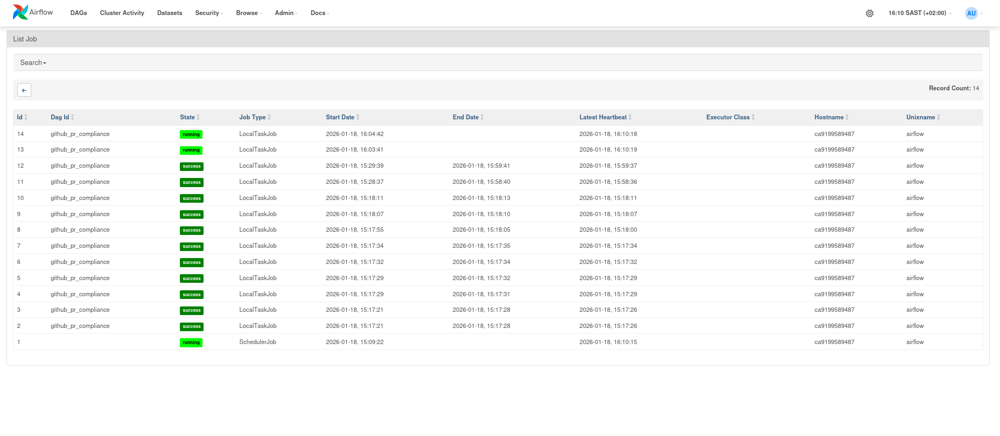 Airflow DAGs Cluster Activity Datasets Security Browse Admin Docs 16:10 SAST (+02:00) AU
List Job
Search
Record Count: 14
Id Dag Id State Job Type Start Date End Date Latest Heartbeat Executor Class Hostname Unixname
14 github_pr_compliance running LocalTaskJob 2026-01-18, 16:04:42 2026-01-18, 16:10:18 ca9199589487 airflow
13 github_pr_compliance running LocalTaskJob 2026-01-18, 16:03:41 2026-01-18, 16:10:19 ca9199589487 airflow
12 github_pr_compliance success LocalTaskJob 2026-01-18, 15:29:39 2026-01-18, 15:59:41 2026-01-18, 15:59:37 ca9199589487 airflow
11 github_pr_compliance success LocalTaskJob 2026-01-18, 15:28:37 2026-01-18, 15:58:40 2026-01-18, 15:58:36 ca9199589487 airflow
10 github_pr_compliance success LocalTaskJob 2026-01-18, 15:18:11 2026-01-18, 15:18:13 2026-01-18, 15:18:11 ca9199589487 airflow
9 github_pr_compliance success LocalTaskJob 2026-01-18, 15:18:07 2026-01-18, 15:18:10 2026-01-18, 15:18:07 ca9199589487 airflow
8 github_pr_compliance success LocalTaskJob 2026-01-18, 15:17:55 2026-01-18, 15:18:05 2026-01-18, 15:18:00 ca9199589487 airflow
7 github_pr_compliance success LocalTaskJob 2026-01-18, 15:17:34 2026-01-18, 15:17:35 2026-01-18, 15:17:34 ca9199589487 airflow
6 github_pr_compliance success LocalTaskJob 2026-01-18, 15:17:32 2026-01-18, 15:17:34 2026-01-18, 15:17:32 ca9199589487 airflow
5 github_pr_compliance success LocalTaskJob 2026-01-18, 15:17:29 2026-01-18, 15:17:32 2026-01-18, 15:17:29 ca9199589487 airflow
4 github_pr_compliance success LocalTaskJob 2026-01-18, 15:17:29 2026-01-18, 15:17:31 2026-01-18, 15:17:29 ca9199589487 airflow
3 github_pr_compliance success LocalTaskJob 2026-01-18, 15:17:21 2026-01-18, 15:17:28 2026-01-18, 15:17:26 ca9199589487 airflow
2 github_pr_compliance success LocalTaskJob 2026-01-18, 15:17:21 2026-01-18, 15:17:28 2026-01-18, 15:17:26 ca9199589487 airflow
1 running SchedulerJob 2026-01-18, 15:09:22 2026-01-18, 16:10:15 ca9199589487 airflow